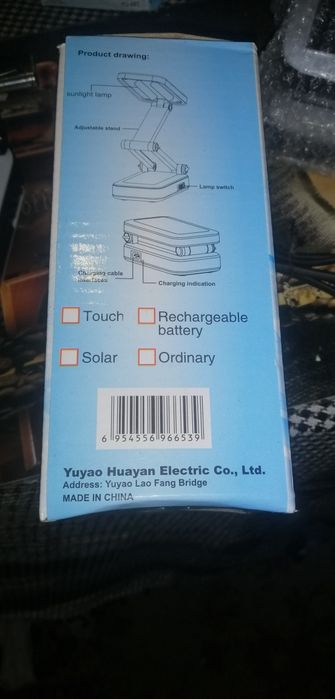 Product drawing:
sunlight lamp
Adjustable stand
Lamp switch
Charging cable
interfaces
Charging indication
Touch
Rechargeable
battery
Solar
Ordinary
6 954556 966539
Yuyao Huayan Electric Co., Ltd.
Address: Yuyao Lao Fang Bridge
MADE IN CHINA